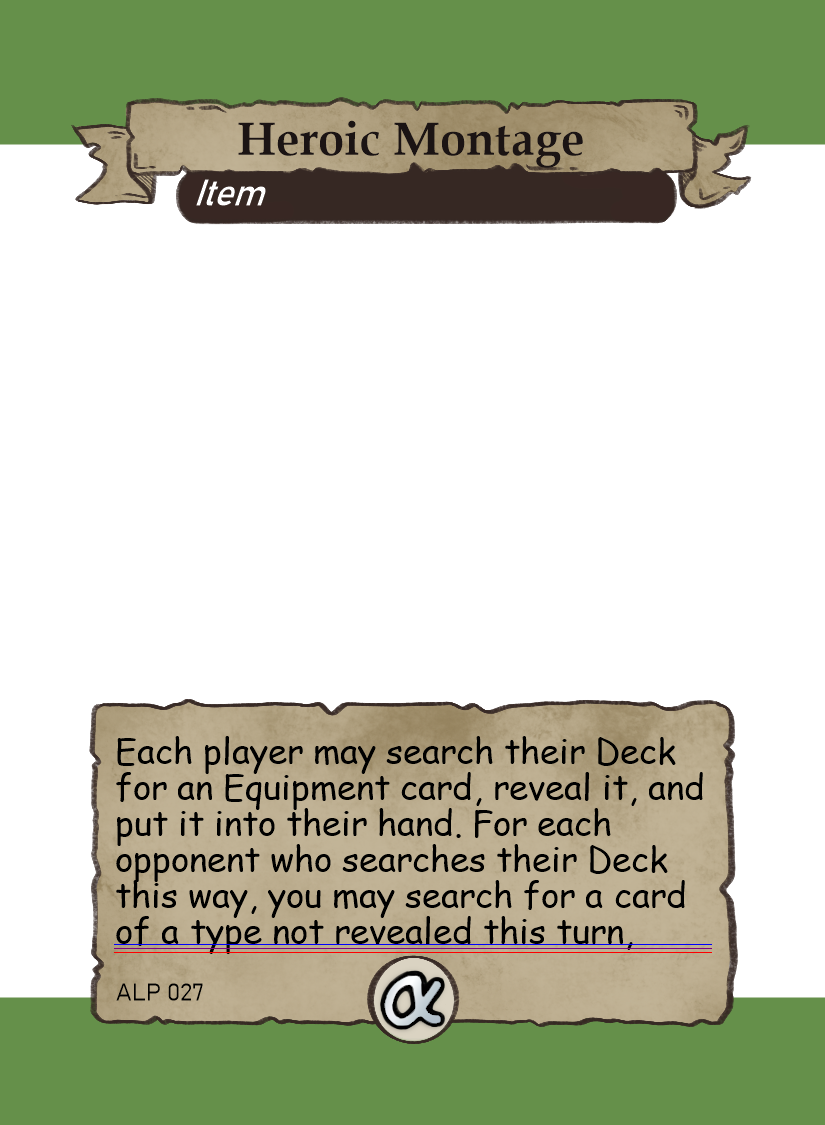 Heroic Montage
Item
Each player may search their Deck
for an Equipment card, reveal it, and
put it into their hand. For each
opponent who searches their Deck
this way, you may search for a card
of a type not revealed this turn,
ALP 027
α